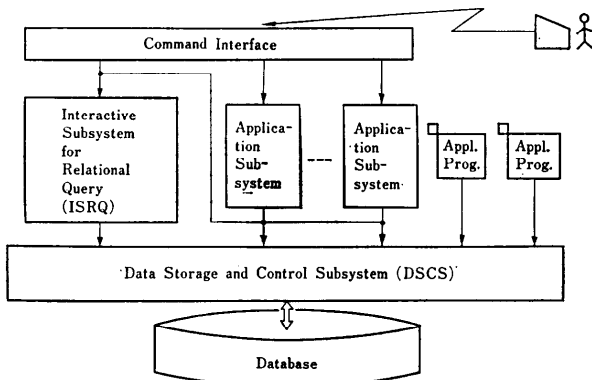 Command Interface
Interactive
Subsystem
for
Relational
Query
(ISRQ)
Applica-
tion
Sub-
system
Applica-
tion
Sub-
system
Appl.
Prog.
Appl.
Prog.
Data Storage and Control Subsystem (DSCS)
Database